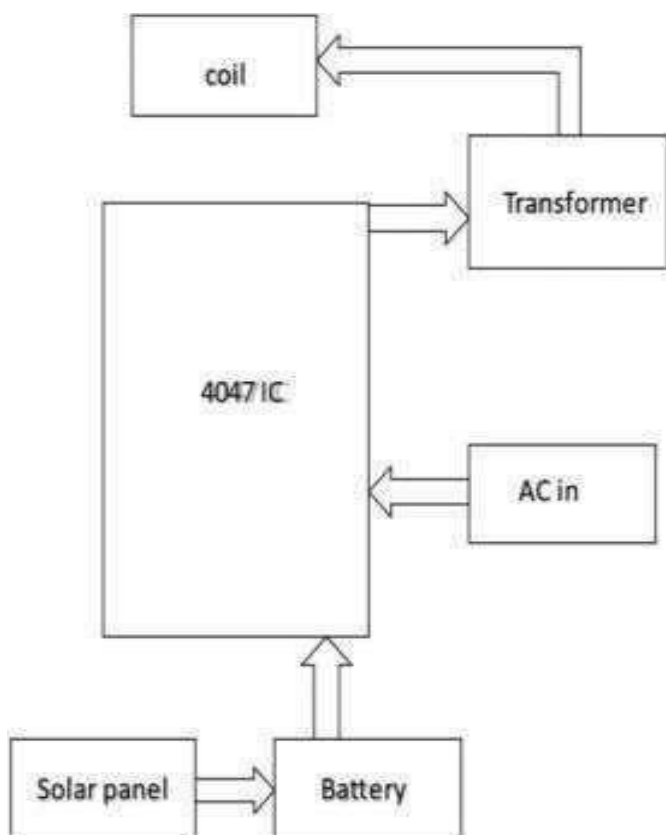 coil
Transformer
4047 IC
AC in
Solar panel
Battery